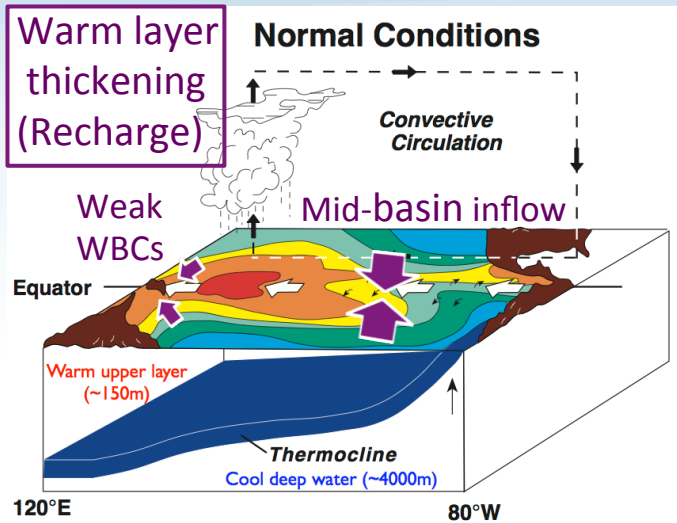 Warm layer
thickening
(Recharge)
Normal Conditions
Convective
Circulation
Weak
WBCs
Mid-basin inflow
Equator
Warm upper layer
(~150m)
Thermocline
Cool deep water (~4000m)
120°E
80°W